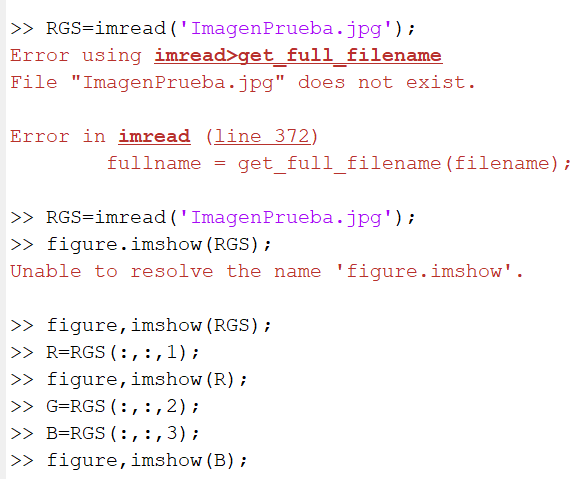 >> RGS=imread('ImagenPrueba.jpg');
Error using imread>get_full_filename
File "ImagenPrueba.jpg" does not exist.
Error in imread (line 372)
fullname = get_full_filename(filename);
>> RGS=imread('ImagenPrueba.jpg');
>> figure.imshow(RGS);
Unable to resolve the name 'figure.imshow'.
>> figure,imshow(RGS);
>> R=RGS(:,:,1);
>> figure,imshow(R);
>> G=RGS(:,:,2);
>> B=RGS(:,:,3);
>> figure,imshow(B);